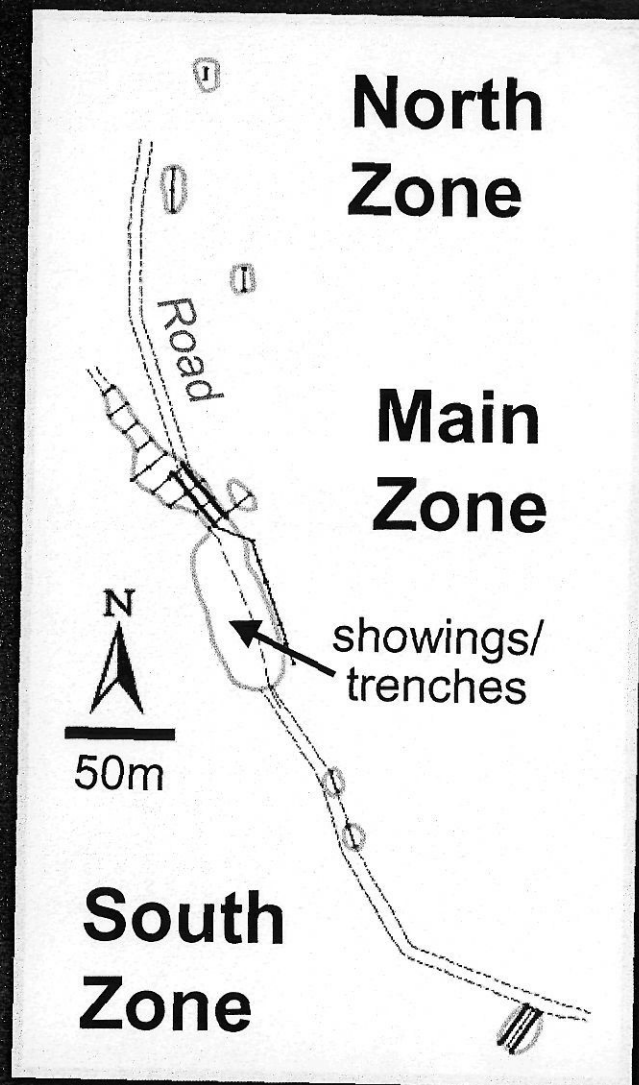 North
Zone
Road
Main
Zone
N
showings/
trenches
50m
South
Zone